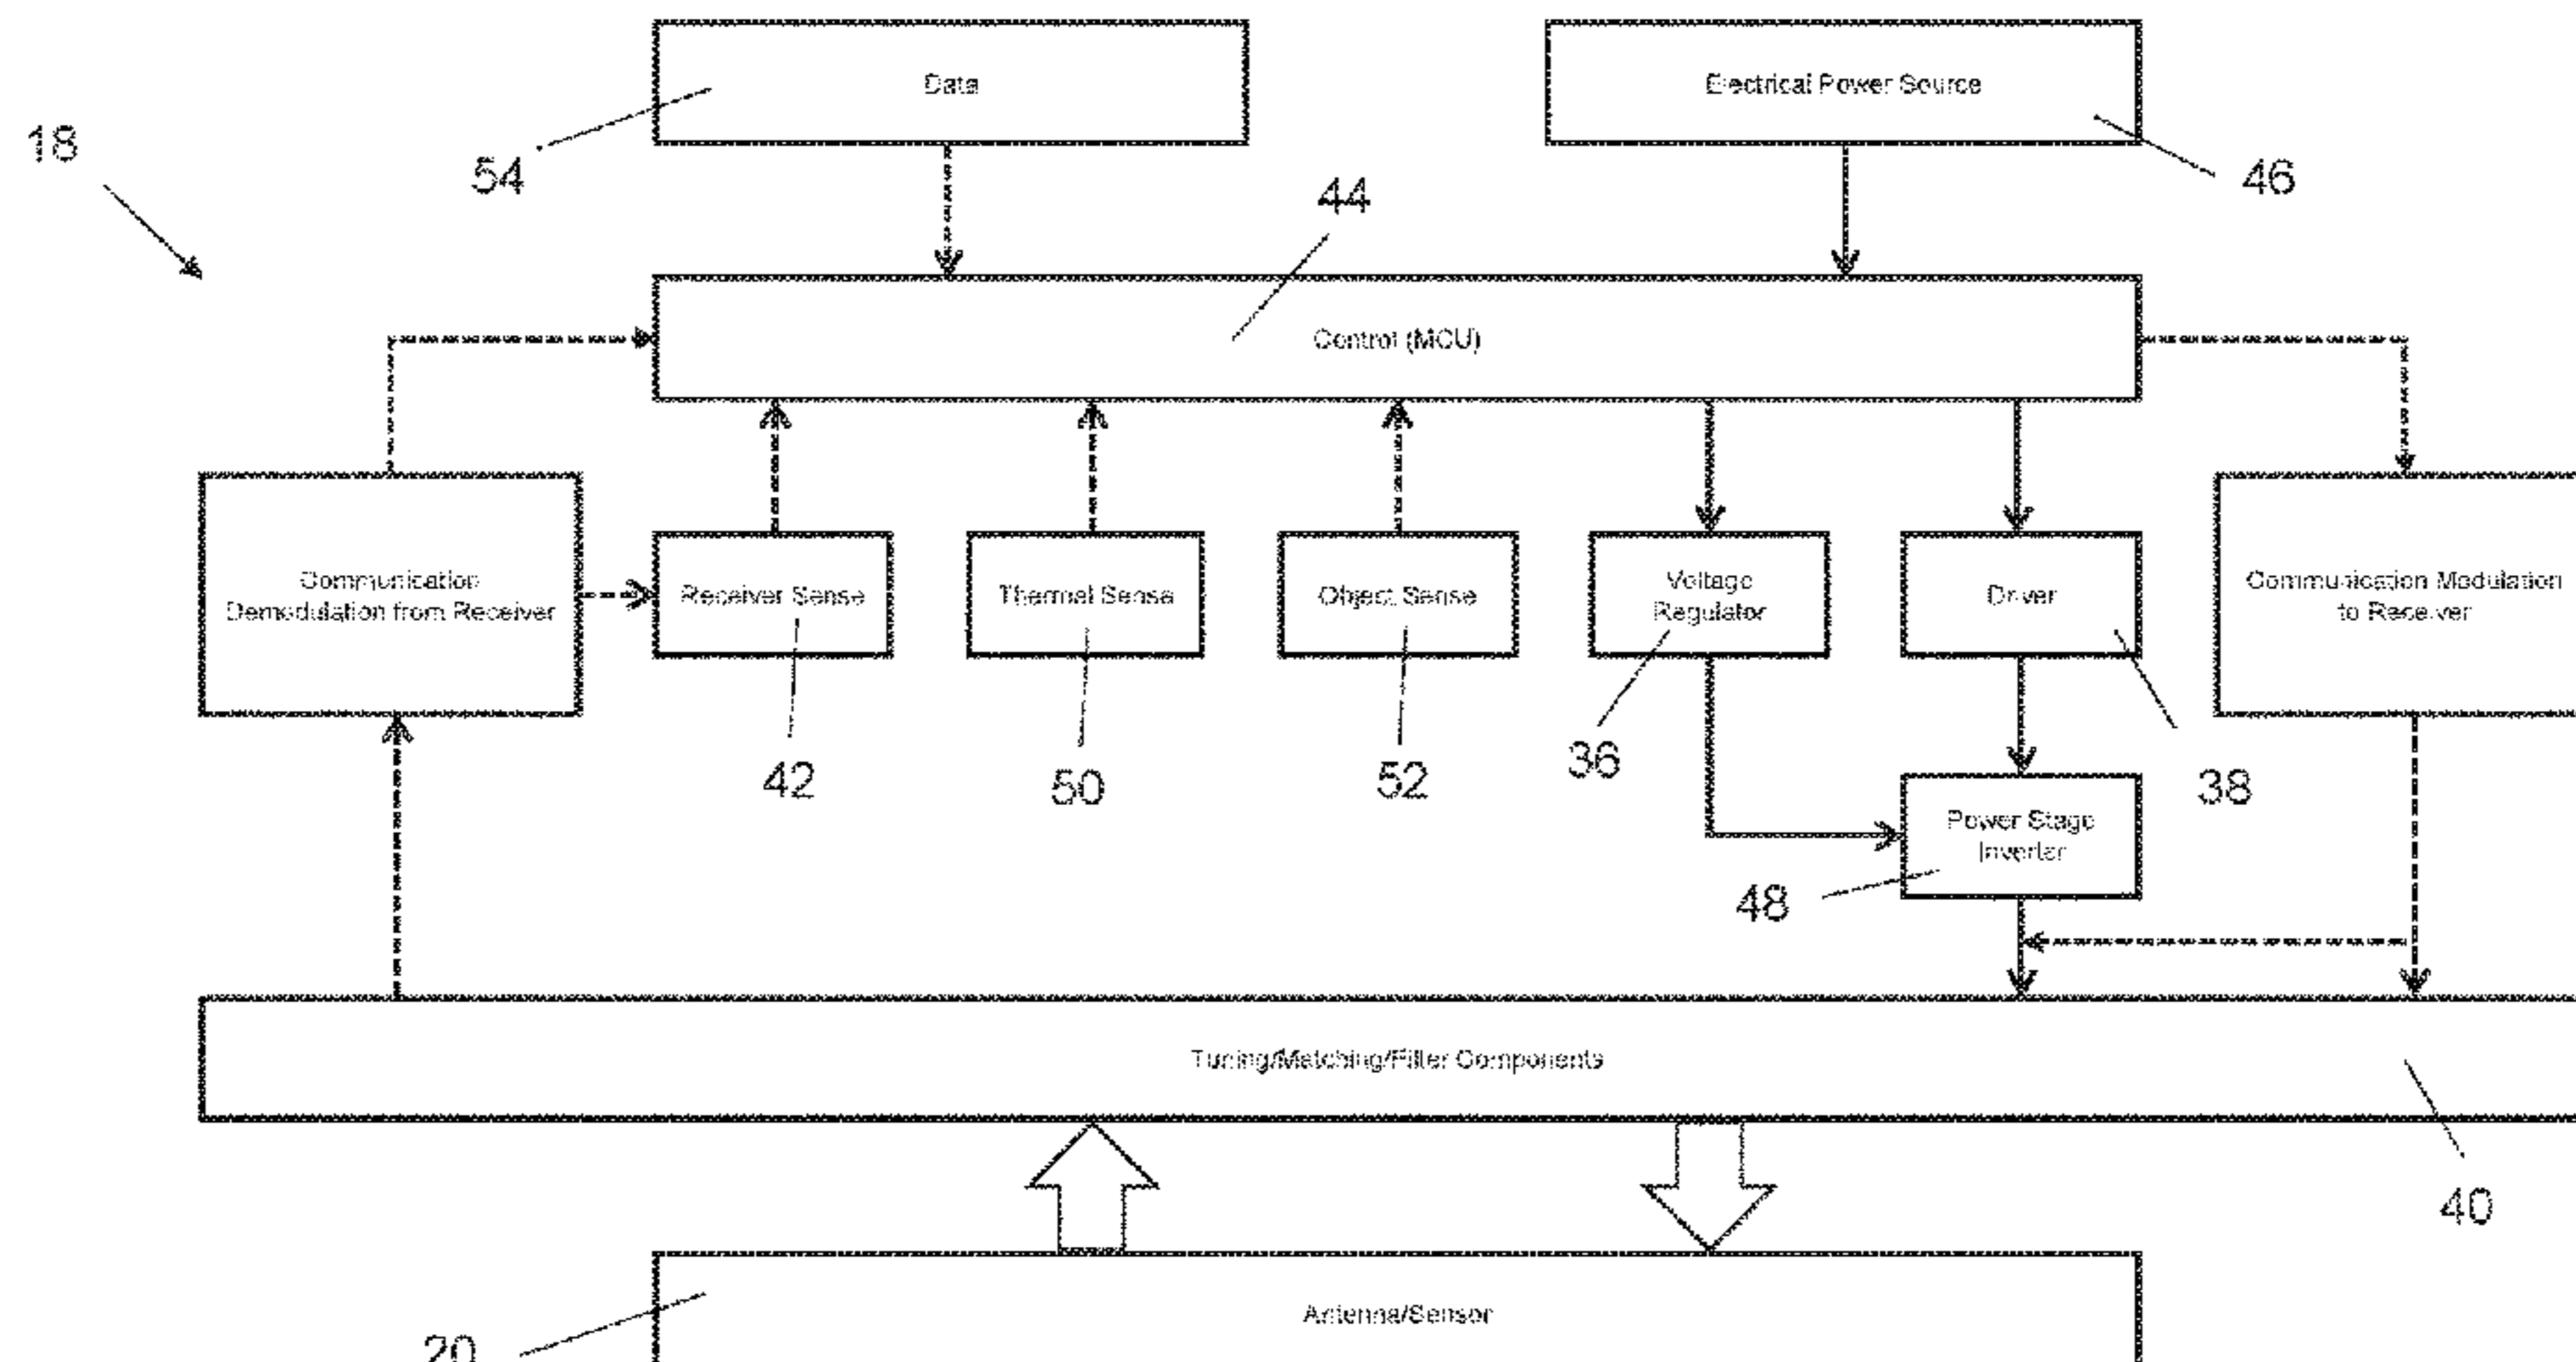 Data
Electrical Power Source
18
54
44
46
Control (MCU)
Communication
Demodulation from Receiver
Receiver Sense
Thermal Sense
Object Sense
Voltage
Regulator
Driver
Communication Modulation
to Receiver
42
50
52
36
38
Power Stage
Inverter
48
Tuning/Matching/Filter Components
40
Antenna/Sensor
20